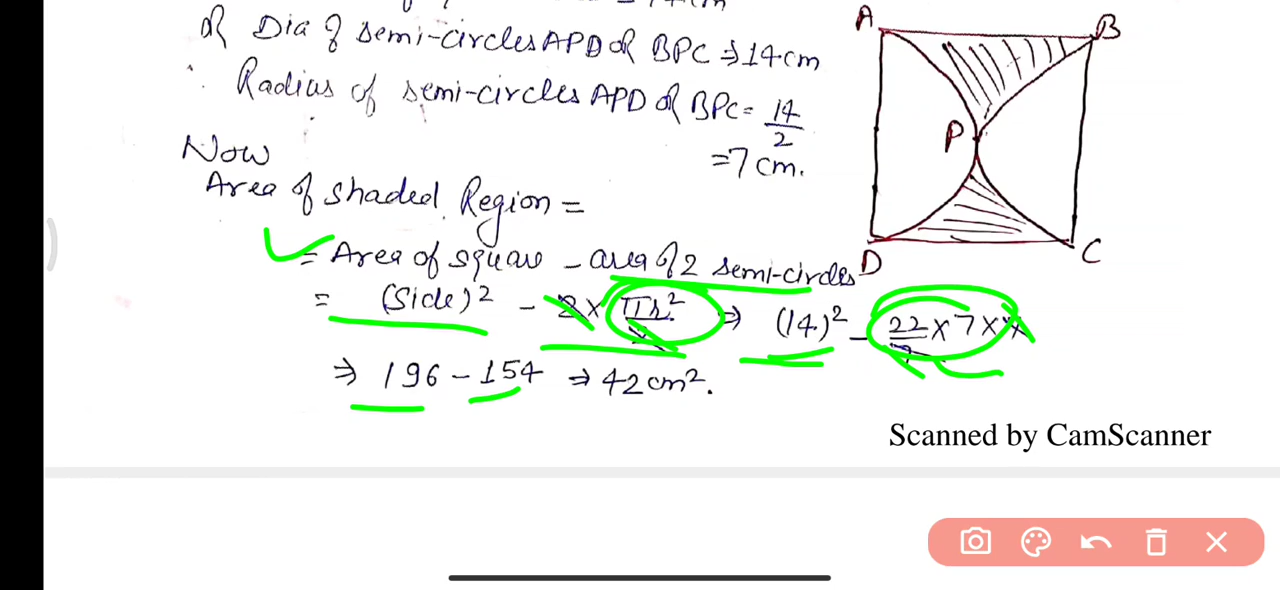 = 14cm
Dia of semi-circles APD & BPC ⇒ 14cm
∴ Radius of semi-circles APD & BPC = 14/2
= 7 cm.
Now
Area of shaded Region =
= Area of square - area of 2 semi-circles
= (Side)² - 2 × πr²/2 ⇒ (14)² - 22/7 × 7 × 7
⇒ 196 - 154 ⇒ 42 cm².
A
B
P
D
C
Scanned by CamScanner